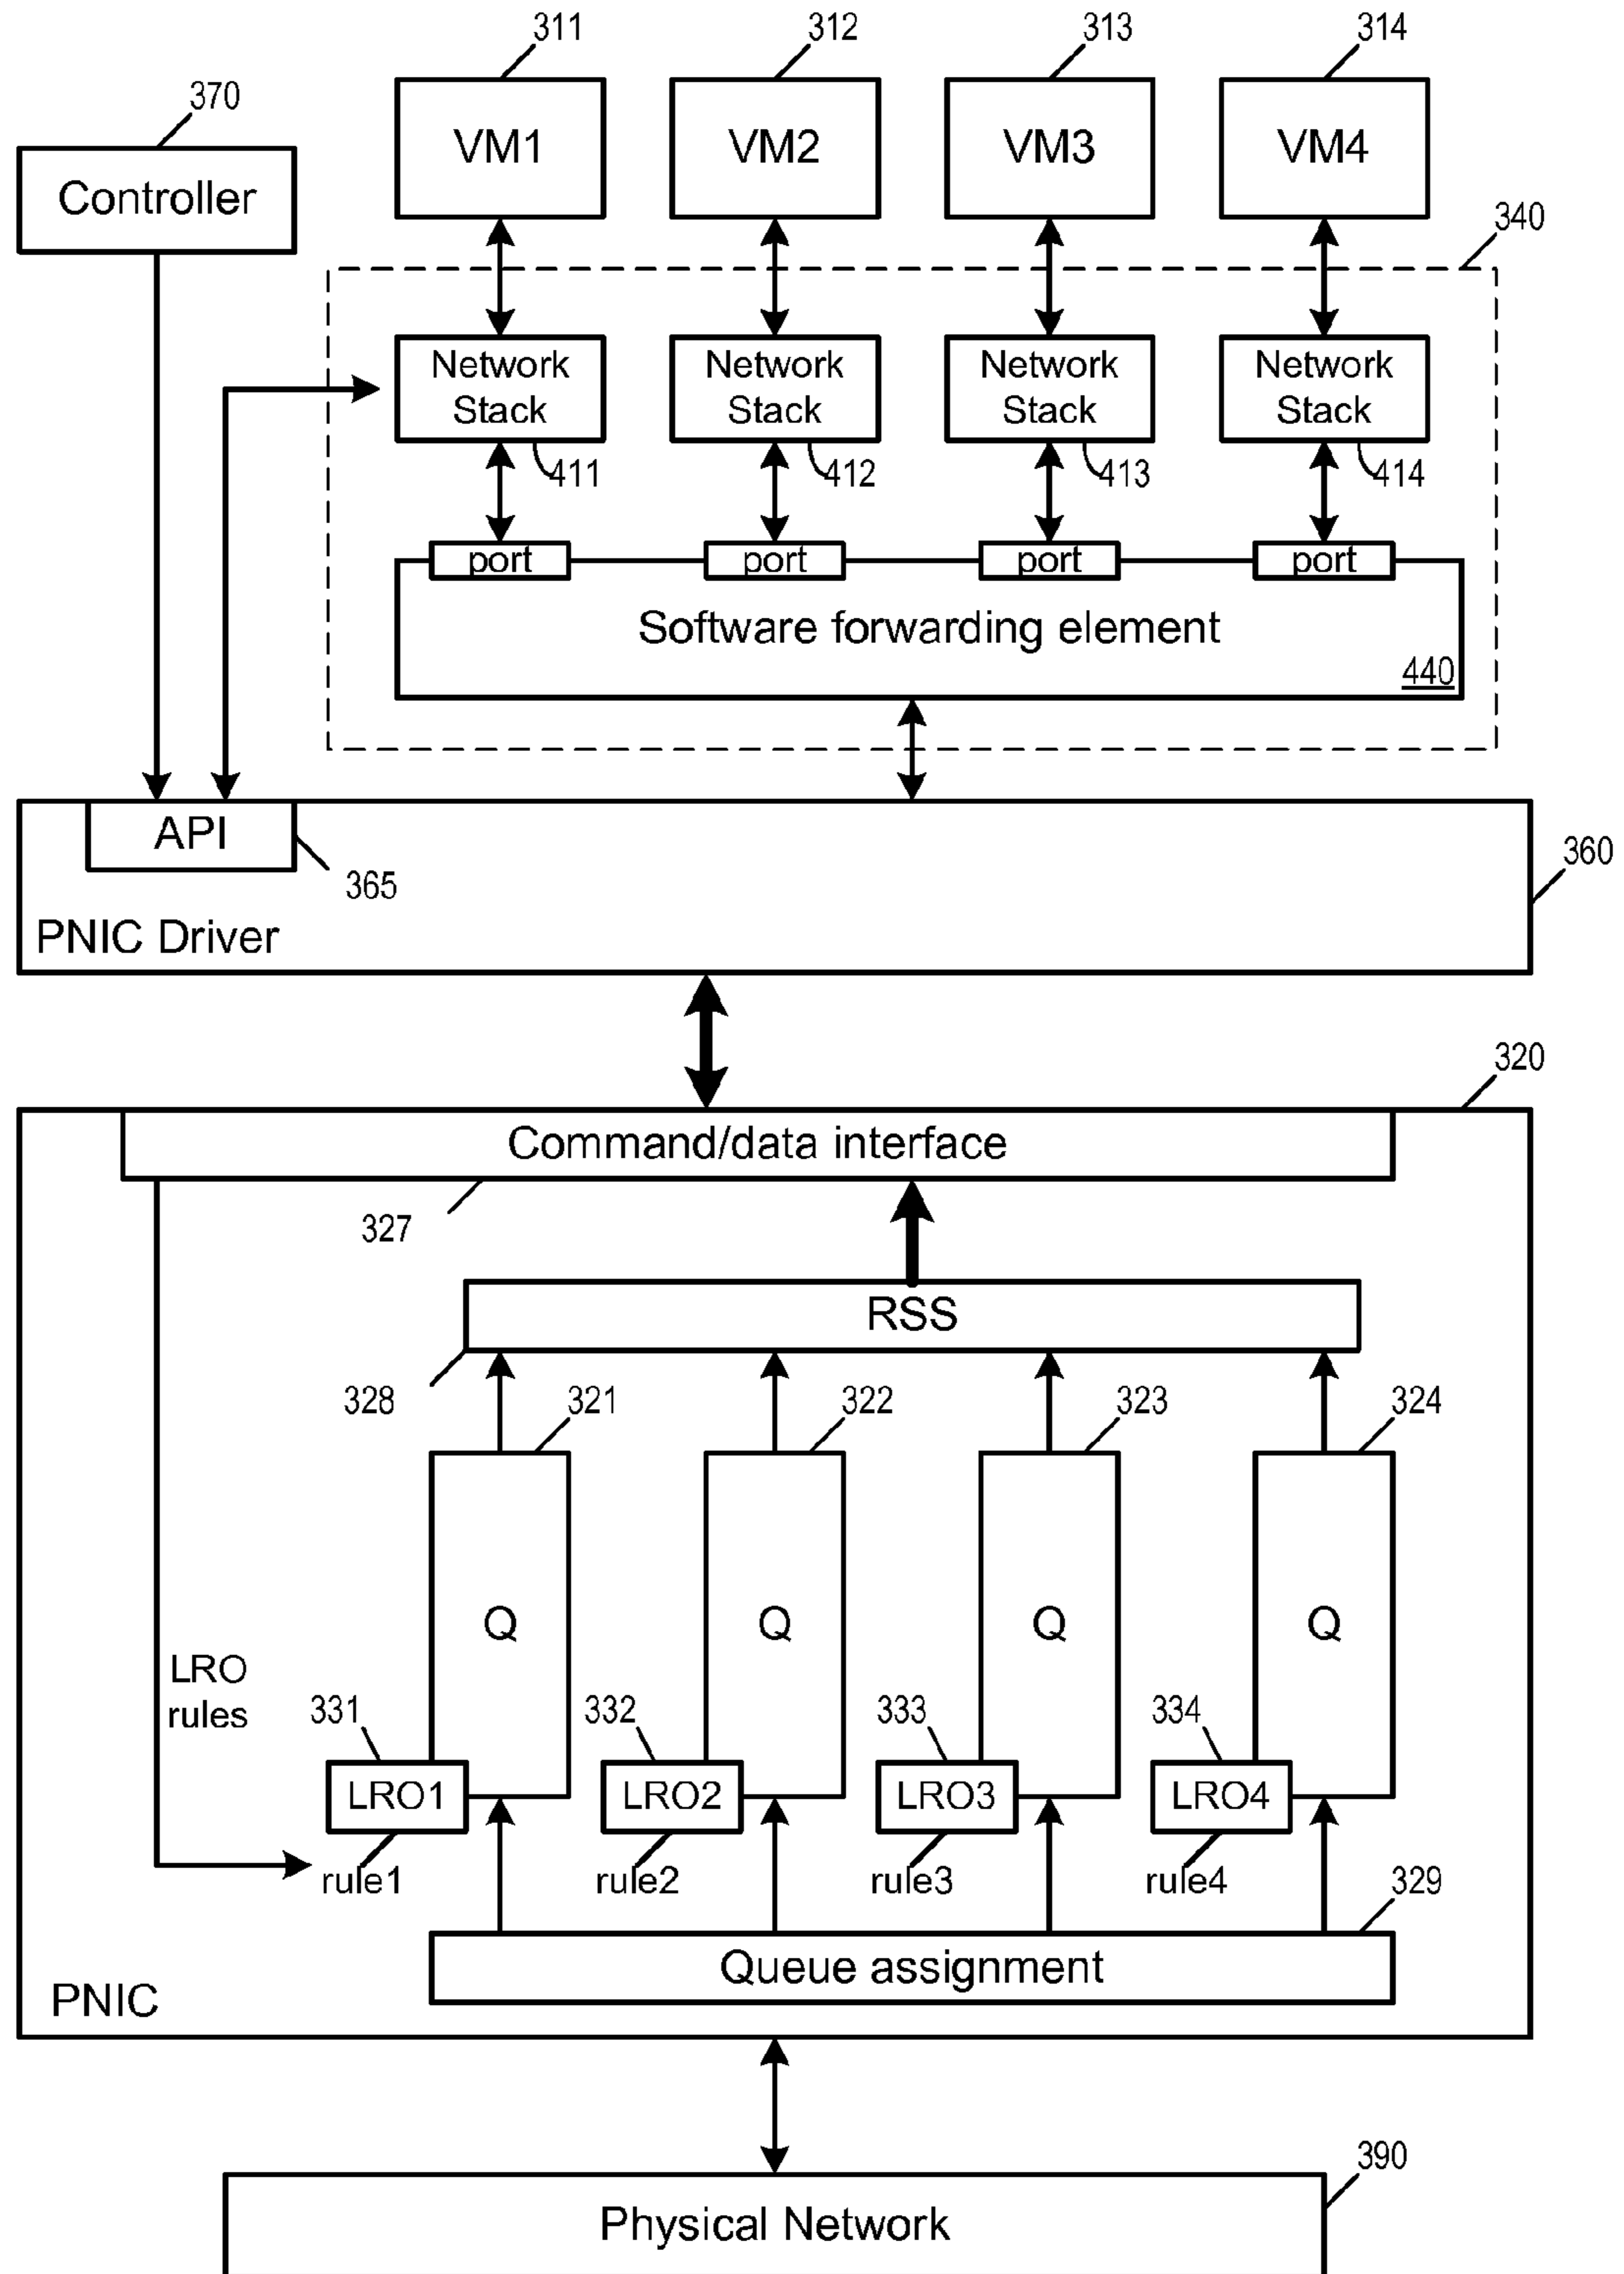 311
312
313
314
370
VM1
VM2
VM3
VM4
Controller
340
Network
Stack
Network
Stack
Network
Stack
Network
Stack
411
412
413
414
port
port
port
port
Software forwarding element
440
API
365
360
PNIC Driver
320
Command/data interface
327
RSS
328
321
322
323
324
Q
Q
Q
Q
LRO
rules
331
332
333
334
LRO1
LRO2
LRO3
LRO4
rule1
rule2
rule3
rule4
329
Queue assignment
PNIC
390
Physical Network